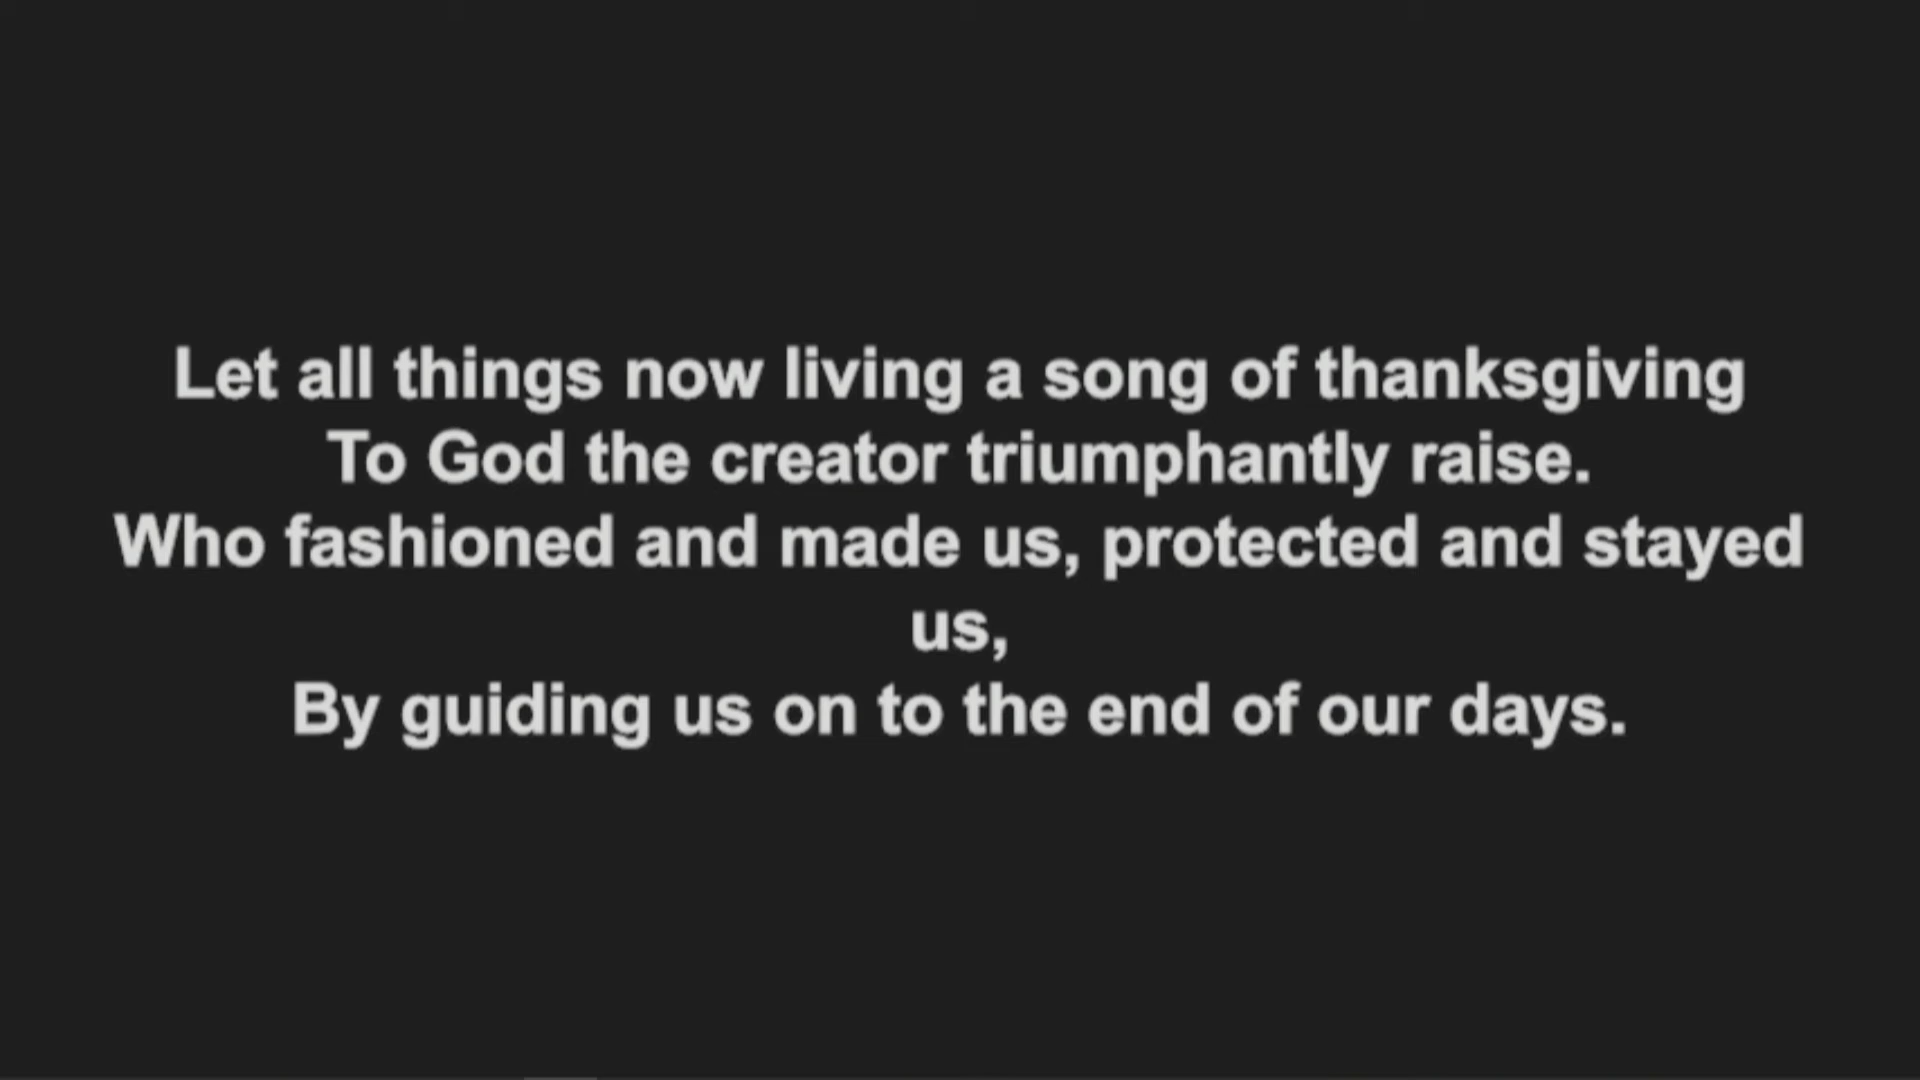 Let all things now living a song of thanksgiving
To God the creator triumphantly raise.
Who fashioned and made us, protected and stayed
us,
By guiding us on to the end of our days.